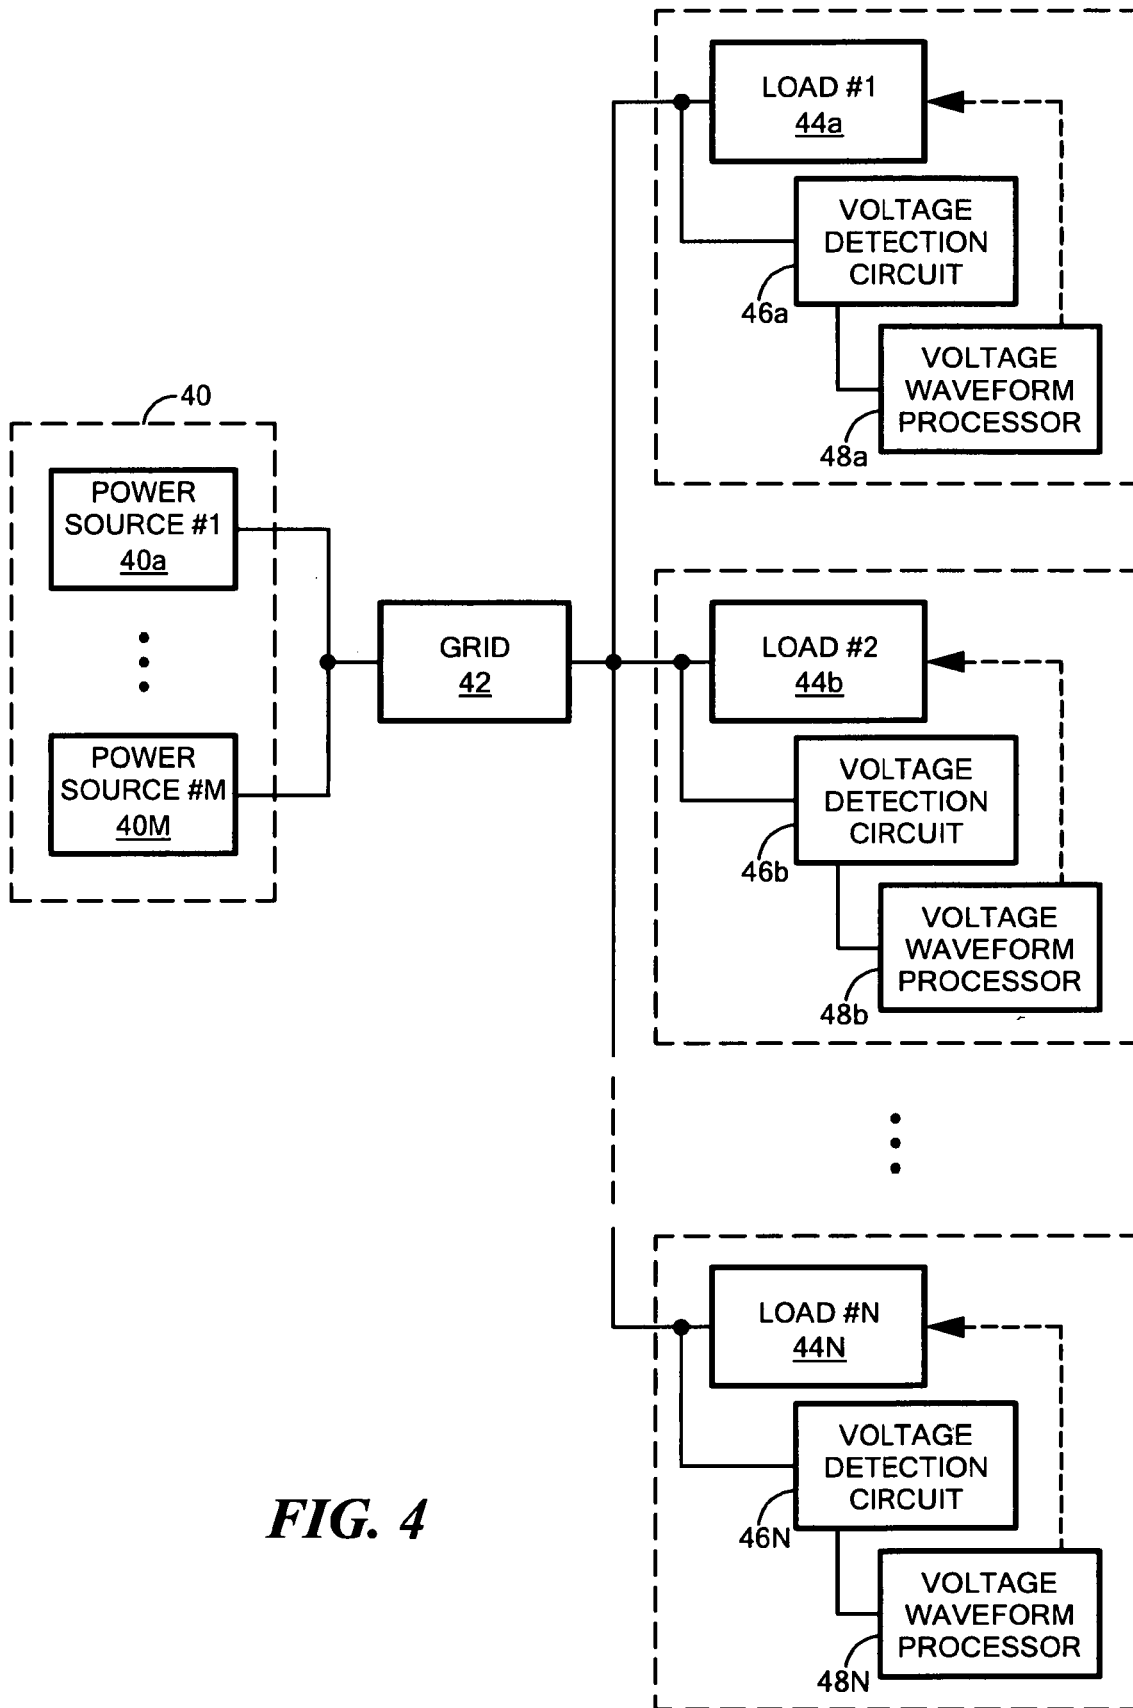 LOAD #1
44a
VOLTAGE
DETECTION
CIRCUIT
46a
VOLTAGE
WAVEFORM
PROCESSOR
48a
40
POWER
SOURCE #1
40a
POWER
SOURCE #M
40M
GRID
42
LOAD #2
44b
VOLTAGE
DETECTION
CIRCUIT
46b
VOLTAGE
WAVEFORM
PROCESSOR
48b
LOAD #N
44N
VOLTAGE
DETECTION
CIRCUIT
46N
VOLTAGE
WAVEFORM
PROCESSOR
48N
FIG. 4